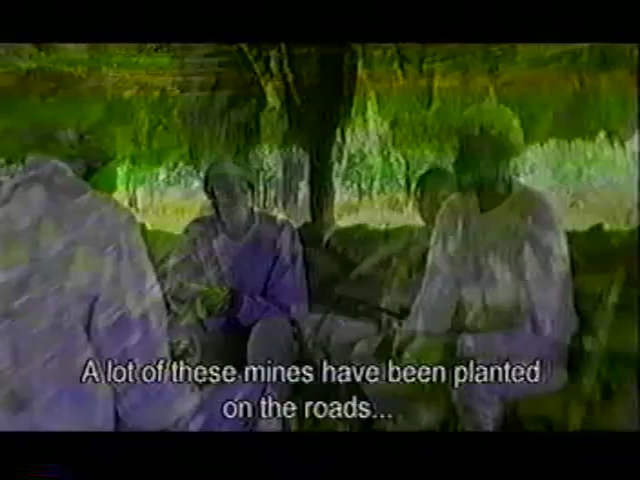 A lot of these mines have been planted
on the roads...